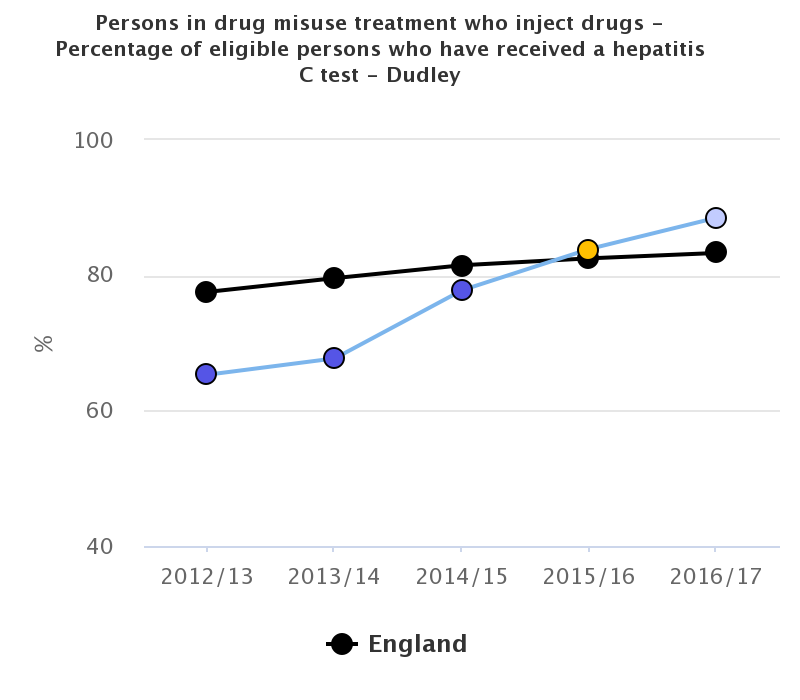 Persons in drug misuse treatment who inject drugs –
Percentage of eligible persons who have received a hepatitis
C test – Dudley
100
80
%
60
40
2012/13 2013/14 2014/15 2015/16 2016/17
England